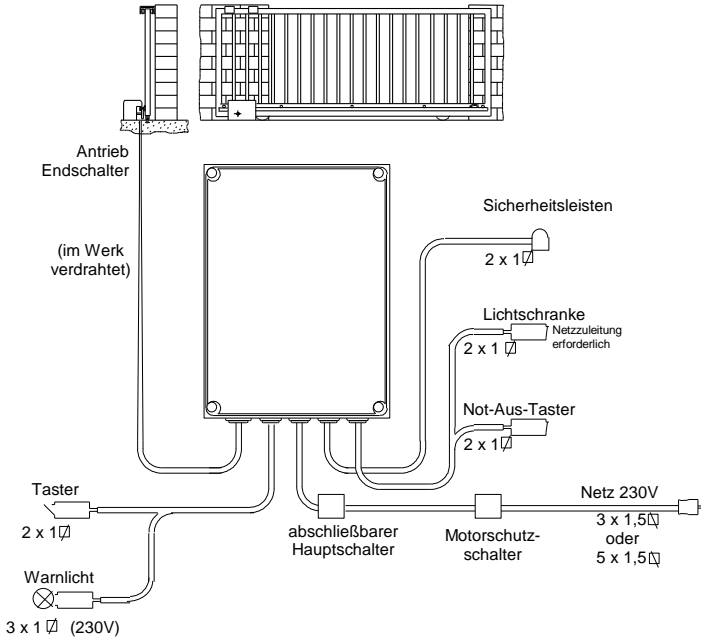 Antrieb
Endschalter
(im Werk
verdrahtet)
Sicherheitsleisten
2 x 1
Lichtschranke
Netzzuleitung
erforderlich
2 x 1
Not-Aus-Taster
2 x 1
Taster
2 x 1
abschließbarer
Hauptschalter
Motorschutz-
schalter
Netz 230V
3 x 1,5
oder
5 x 1,5
Warnlicht
3 x 1 (230V)